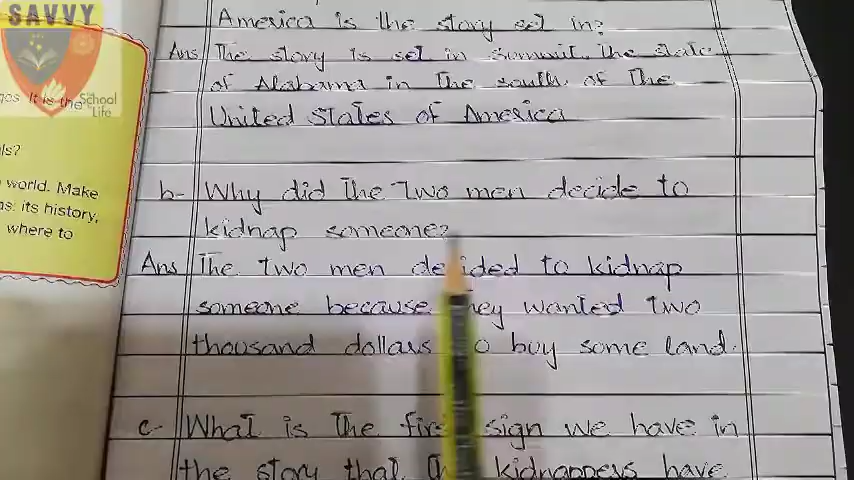 SAVVY
School
Life
It is the
ls?
world. Make
as: its history,
where to
America is the story set in?
Ans The story is set in Summit, The state
of Alabama in The south of The
United States of America
b- Why did The Two men decide to
kidnap someone?
Ans The two men decided to kidnap
someone because they wanted two
thousand dollars to buy some land.
c- What is The first sign we have in
the story that kidnappers have